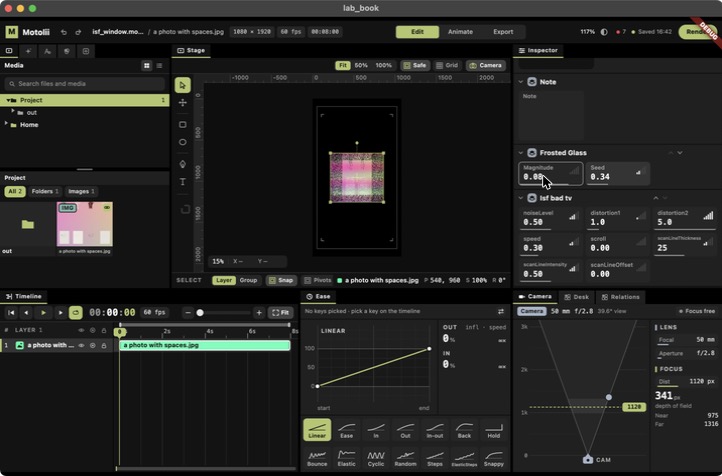 lab_book
M Motolii
isf_window.mo... / a photo with spaces.jpg
1080 × 1920
60 fps
00:08:00
Edit
Animate
Export
117%
7
Saved 16:42
Render
DEBUG
Media
Search files and media
Project
1
out
Home
Project
All 2
Folders 1
Images 1
IMG
out
a photo with spaces.jpg
Stage
Fit
50%
100%
Safe
Grid
Camera
-1000
-500
0
500
1000
1500
2000
0
500
1000
1500
2000
15%
X –
Y –
SELECT
Layer
Group
Snap
Pivots
a photo with spaces.jpg
P 540, 960
S 100%
R 0°
Inspector
Note
Note
Frosted Glass
Magnitude
0.08
Seed
0.34
Isf bad tv
noiseLevel
0.50
distortion1
1.0
distortion2
5.0
speed
0.30
scroll
0.00
scanLineThickness
25
scanLineIntensity
0.50
scanLineOffset
0.00
Timeline
00:00:00
60 fps
Fit
# LAYER 1
0
2s
4s
6s
8s
1 a photo with ...
a photo with spaces.jpg
Ease
No keys picked · pick a key on the timeline
LINEAR
100
50
0
start
end
OUT
infl · speed
0 %
IN
0 %
Linear
Ease
In
Out
In-out
Back
Hold
Bounce
Elastic
Cyclic
Random
Steps
ElasticSteps
Snappy
Camera
Desk
Relations
Camera
50 mm f/2.8
39.6° view
Focus free
3k
2k
1k
0
1120
CAM
LENS
Focal
50 mm
Aperture
f/2.8
FOCUS
Dist
1120 px
341 px
depth of field
Near
975
Far
1316